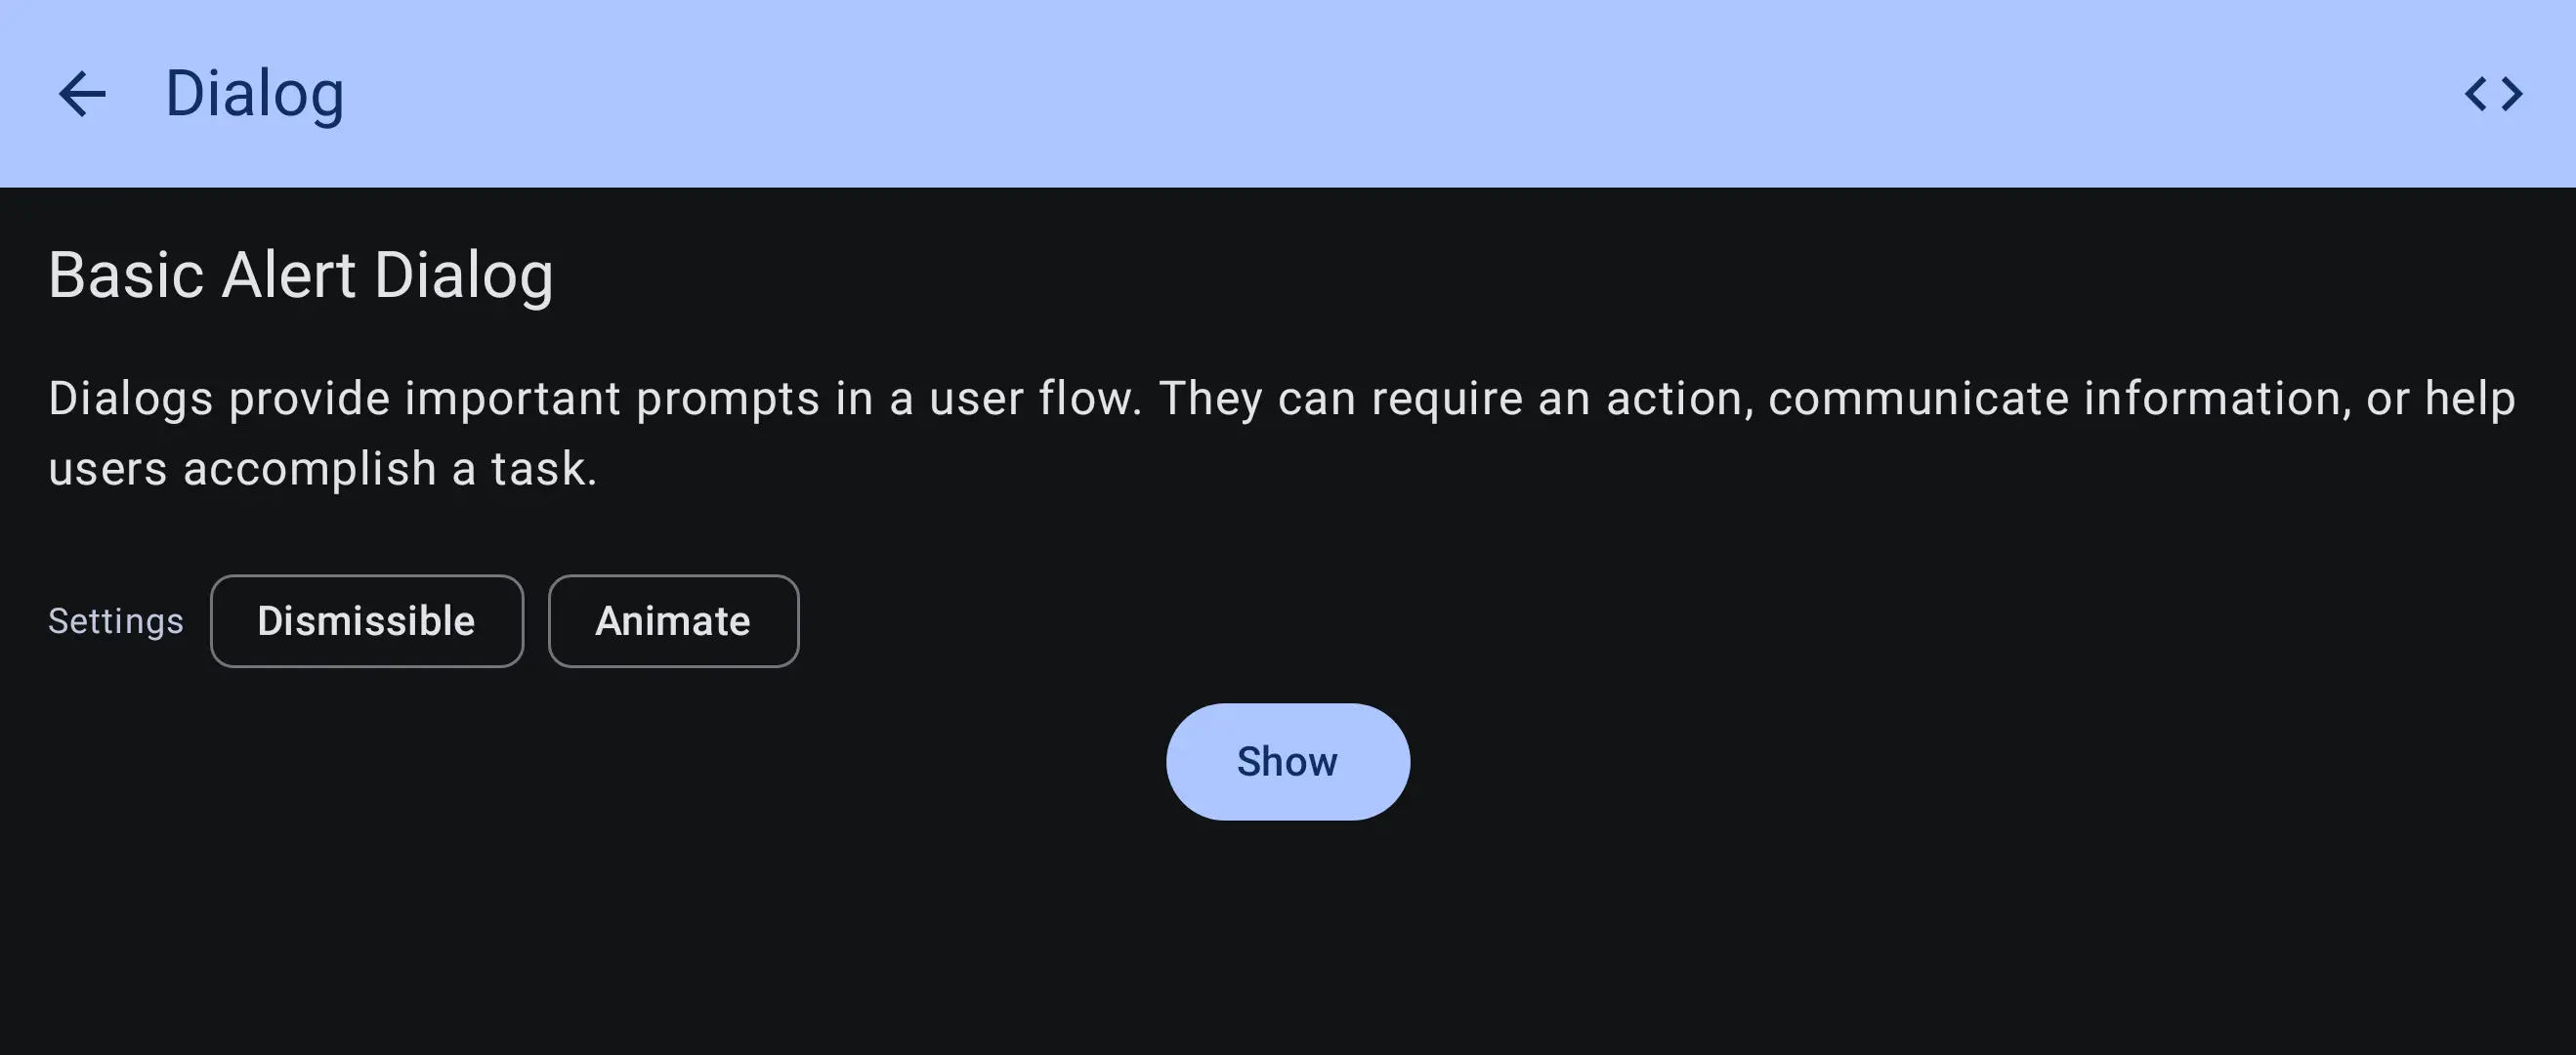 Dialog
Basic Alert Dialog
Dialogs provide important prompts in a user flow. They can require an action, communicate information, or help
users accomplish a task.
Settings Dismissible Animate
Show